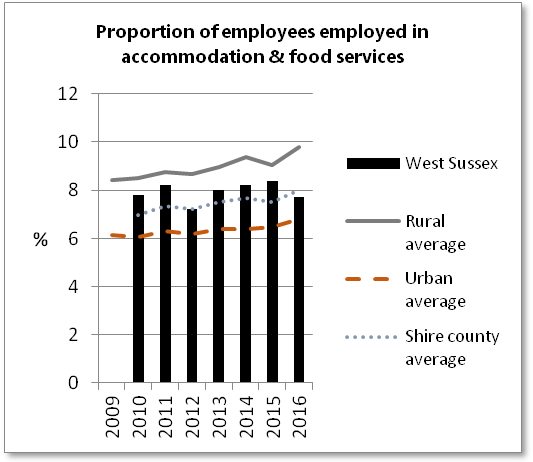 Proportion of employees employed in
accommodation & food services
12
10
8
6
4
2
0
%
2009
2010
2011
2012
2013
2014
2015
2016
West Sussex
Rural
average
Urban
average
Shire county
average